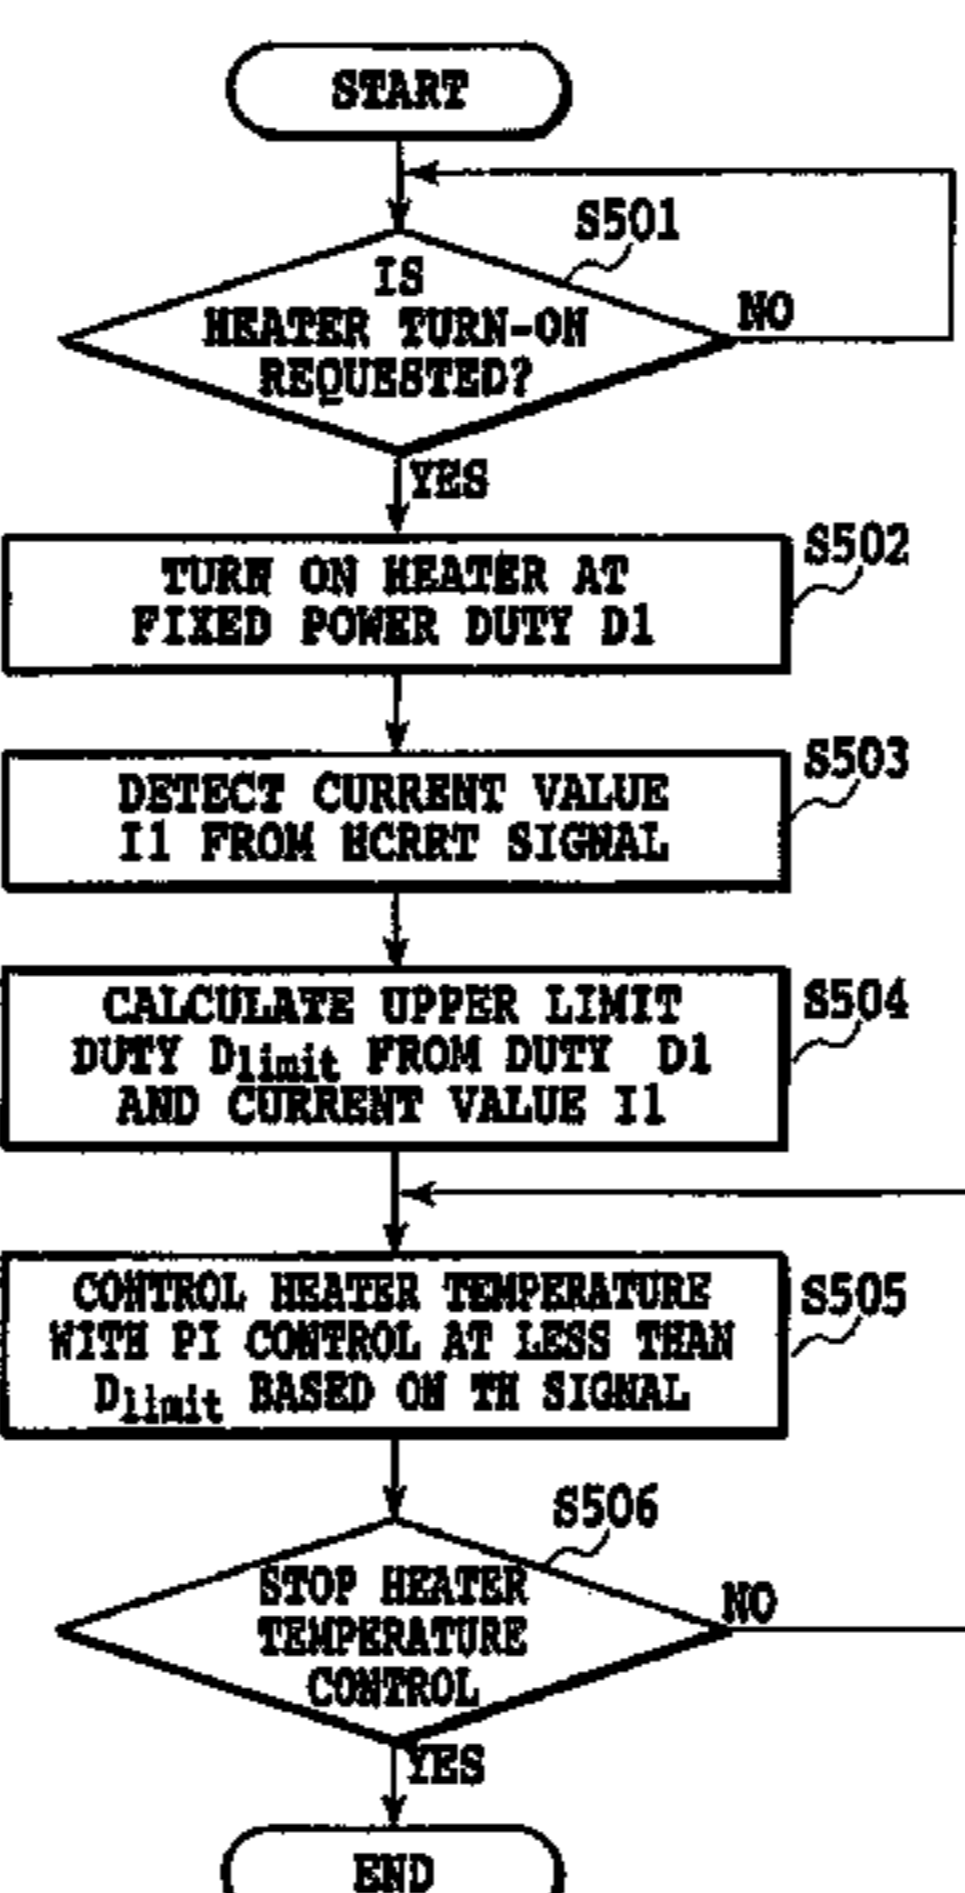 START
S501
IS
HEATER TURN-ON
REQUESTED?
NO
YES
S502
TURN ON HEATER AT
FIXED POWER DUTY D1
S503
DETECT CURRENT VALUE
I1 FROM HCRRT SIGNAL
S504
CALCULATE UPPER LIMIT
DUTY Dlimit FROM DUTY D1
AND CURRENT VALUE I1
S505
CONTROL HEATER TEMPERATURE
WITH PI CONTROL AT LESS THAN
Dlimit BASED ON TH SIGNAL
S506
STOP HEATER
TEMPERATURE
CONTROL
NO
YES
END